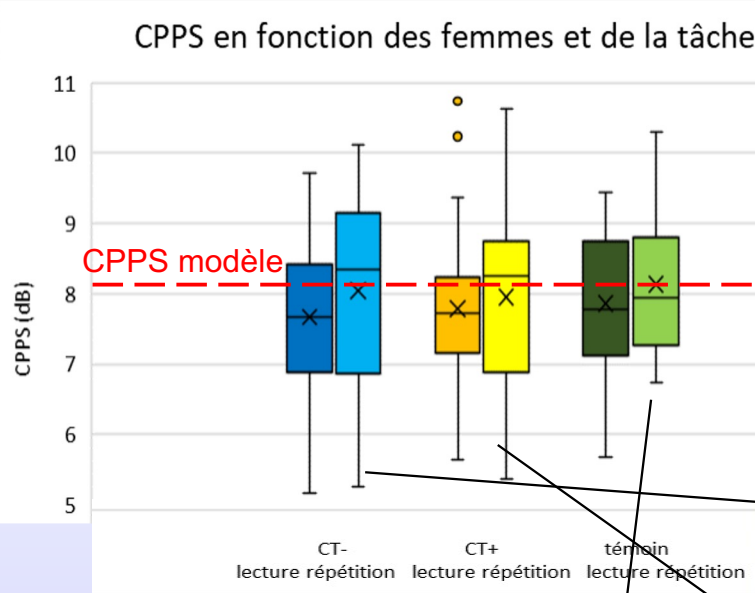 CPPS en fonction des femmes et de la tâche
11
10
9
CPPS modèle
8
CPPS (dB)
7
6
5
CT- CT+ témoin
lecture répétition lecture répétition lecture répétition